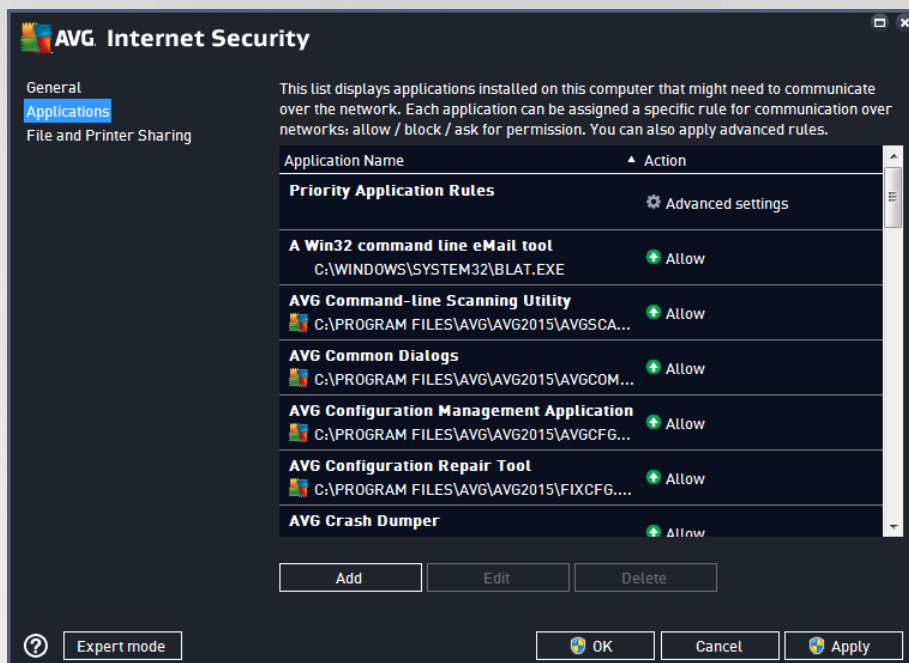 AVG Internet Security
General
Applications
File and Printer Sharing
This list displays applications installed on this computer that might need to communicate
over the network. Each application can be assigned a specific rule for communication over
networks: allow / block / ask for permission. You can also apply advanced rules.
Application Name ▲ Action
Priority Application Rules
Advanced settings
A Win32 command line eMail tool
C:\WINDOWS\SYSTEM32\BLAT.EXE
Allow
AVG Command-line Scanning Utility
C:\PROGRAM FILES\AVG\AVG2015\AVGSCA...
Allow
AVG Common Dialogs
C:\PROGRAM FILES\AVG\AVG2015\AVGCOM...
Allow
AVG Configuration Management Application
C:\PROGRAM FILES\AVG\AVG2015\AVGCFG...
Allow
AVG Configuration Repair Tool
C:\PROGRAM FILES\AVG\AVG2015\FIXCFG....
Allow
AVG Crash Dumper
Allow
Add Edit Delete
? Expert mode OK Cancel Apply